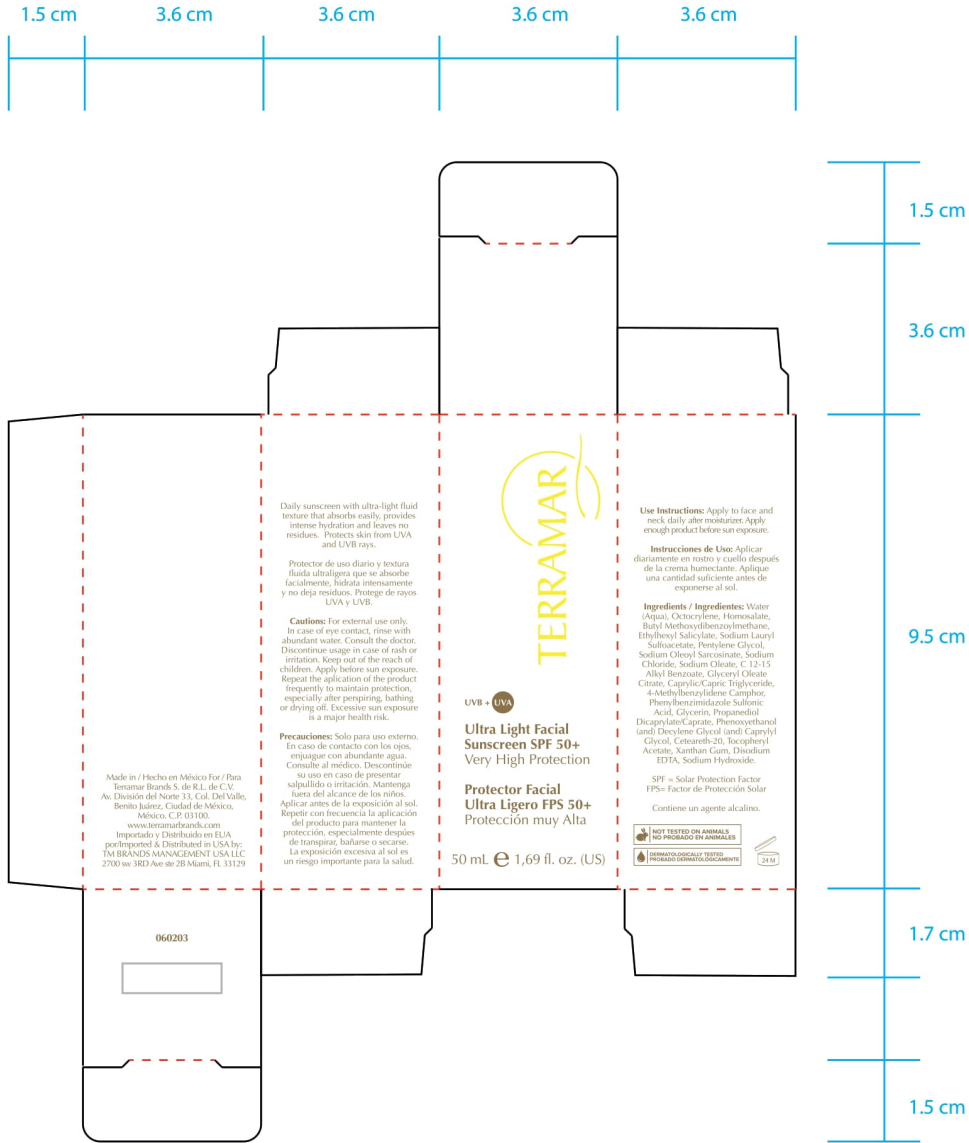 1.5 cm
3.6 cm
3.6 cm
3.6 cm
3.6 cm
1.5 cm
3.6 cm
9.5 cm
1.7 cm
1.5 cm
Made in / Hecho en México For / Para
Terramar Brands S. de R.L. de C.V.
Av. División del Norte 33, Col. Del Valle,
Benito Juárez, Ciudad de México,
México. C.P. 03100.
www.terramarbrands.com
Importado y Distribuido en EUA
por/Imported & Distributed in USA by:
TM BRANDS MANAGEMENT USA LLC
2700 sw 3RD Ave ste 2B Miami, FL 33129
060203
Daily sunscreen with ultra-light fluid
texture that absorbs easily, provides
intense hydration and leaves no
residues. Protects skin from UVA
and UVB rays.
Protector de uso diario y textura
fluida ultraligera que se absorbe
facialmente, hidrata intensamente
y no deja resíduos. Protege de rayos
UVA y UVB.
Cautions: For external use only.
In case of eye contact, rinse with
abundant water. Consult the doctor.
Discontinue usage in case of rash or
irritation. Keep out of the reach of
children. Apply before sun exposure.
Repeat the aplication of the product
frequently to maintain protection,
especially after perspiring, bathing
or drying off. Excessive sun exposure
is a major health risk.
Precauciones: Solo para uso externo.
En caso de contacto con los ojos,
enjuague con abundante agua.
Consulte al médico. Descontinúe
su uso en caso de presentar
salpullido o irritación. Mantenga
fuera del alcance de los niños.
Aplicar antes de la exposición al sol.
Repetir con frecuencia la aplicación
del producto para mantener la
protección, especialmente despúes
de transpirar, bañarse o secarse.
La exposición excesiva al sol es
un riesgo importante para la salud.
TERRAMAR
UVB + UVA
Ultra Light Facial
Sunscreen SPF 50+
Very High Protection
Protector Facial
Ultra Ligero FPS 50+
Protección muy Alta
50 mL ℮ 1,69 fl. oz. (US)
Use Instructions: Apply to face and
neck daily after moisturizer. Apply
enough product before sun exposure.
Instrucciones de Uso: Aplicar
diariamente en rostro y cuello después
de la crema humectante. Aplique
una cantidad suficiente antes de
exponerse al sol.
Ingredients / Ingredientes: Water
(Aqua), Octocrylene, Homosalate,
Butyl Methoxydibenzoylmethane,
Ethylhexyl Salicylate, Sodium Lauryl
Sulfoacetate, Pentylene Glycol,
Sodium Oleoyl Sarcosinate, Sodium
Chloride, Sodium Oleate, C 12-15
Alkyl Benzoate, Glyceryl Oleate
Citrate, Caprylic/Capric Triglyceride,
4-Methylbenzylidene Camphor,
Phenylbenzimidazole Sulfonic
Acid, Glycerin, Propanediol
Dicaprylate/Caprate, Phenoxyethanol
(and) Decylene Glycol (and) Caprylyl
Glycol, Ceteareth-20, Tocopheryl
Acetate, Xanthan Gum, Disodium
EDTA, Sodium Hydroxide.
SPF = Solar Protection Factor
FPS= Factor de Protección Solar
Contiene un agente alcalino.
NOT TESTED ON ANIMALS
NO PROBADO EN ANIMALES
DERMATOLOGICALLY TESTED
PROBADO DERMATOLÓGICAMENTE
24 M